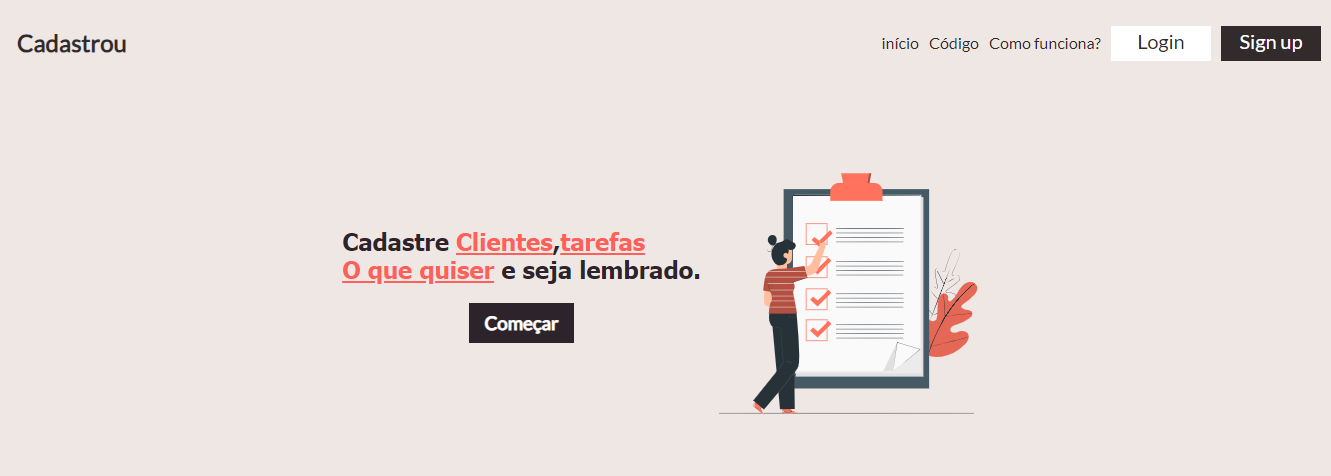 Cadastrou
início Código Como funciona? Login Sign up
Cadastre Clientes,tarefas
O que quiser e seja lembrado.
Começar